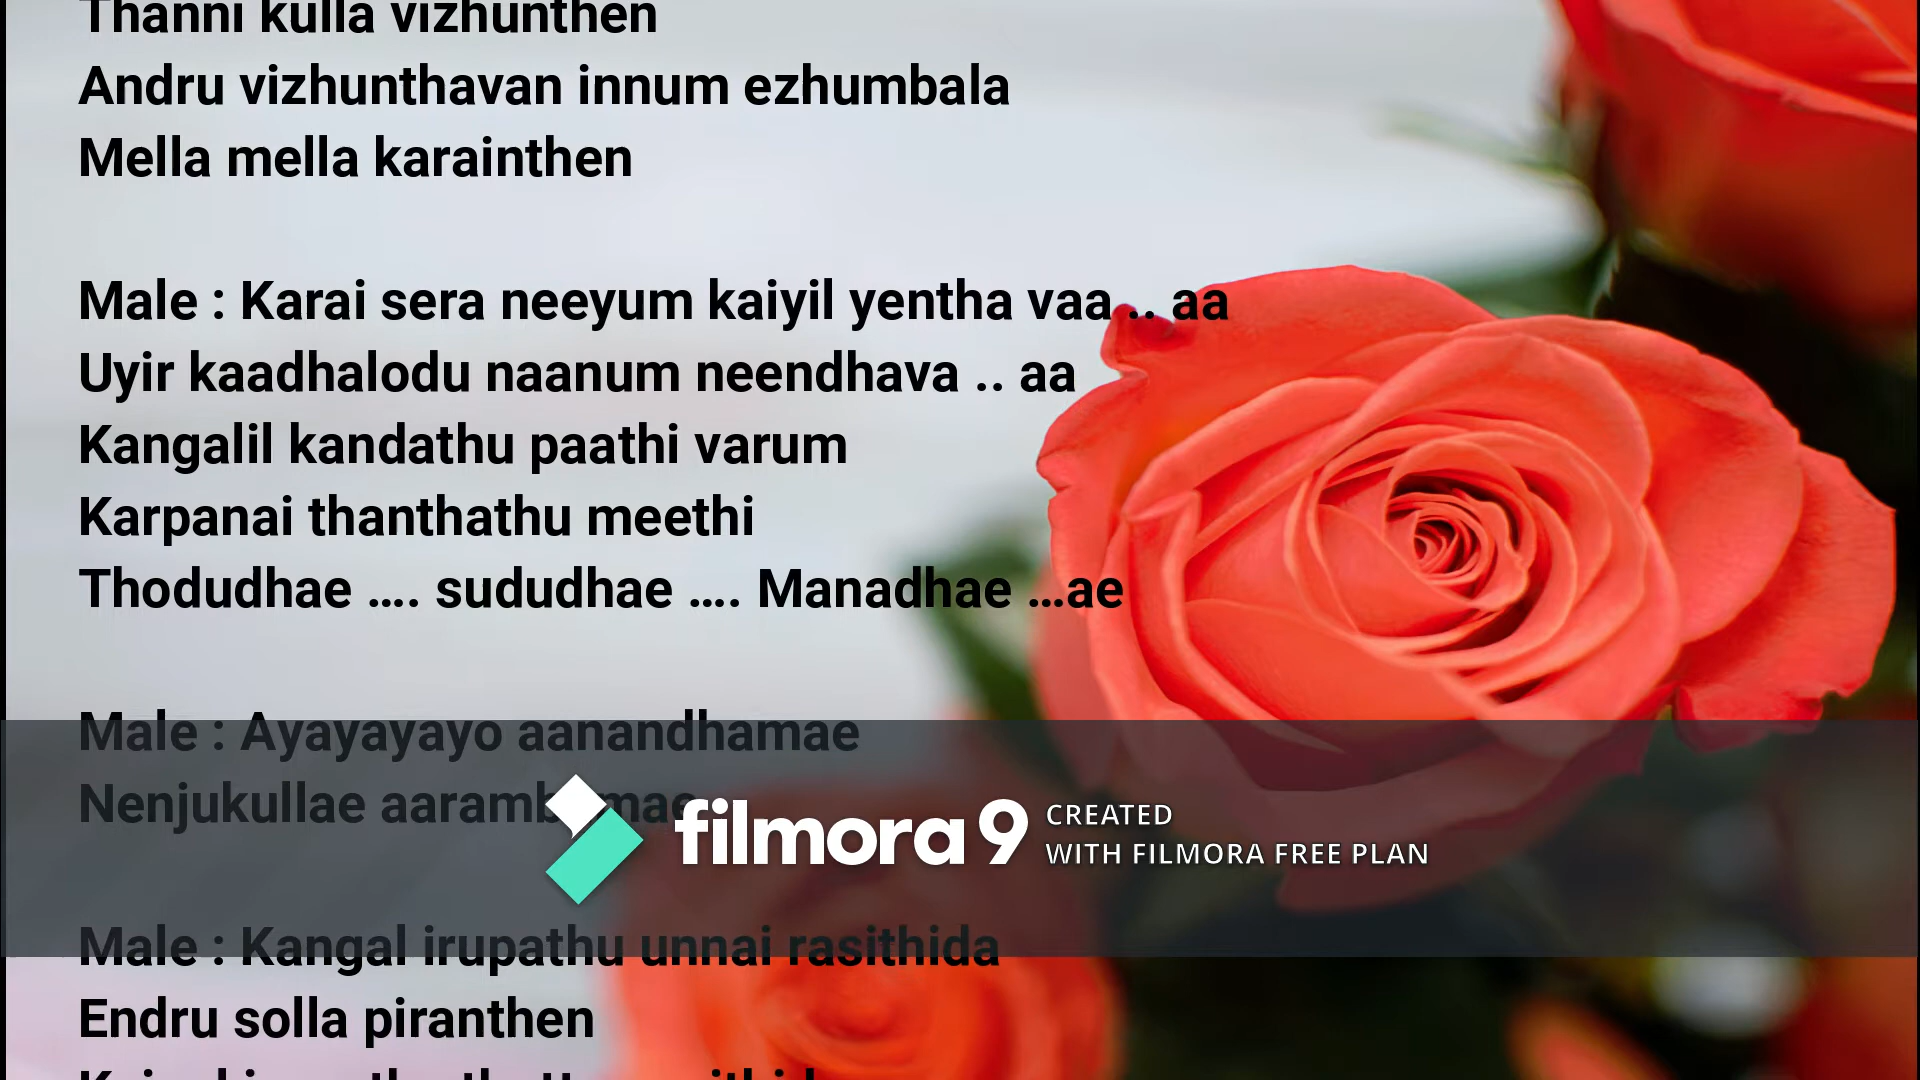 Thanni kulla vizhunthen
Andru vizhunthavan innum ezhumbala
Mella mella karainthen
Male : Karai sera neeyum kaiyil yentha vaa .. aa
Uyir kaadhalodu naanum neendhava .. aa
Kangalil kandathu paathi varum
Karpanai thanthathu meethi
Thodudhae .... sududhae .... Manadhae ...ae
Male : Ayayayayo aanandhamae
Nenjukullae
filmora 9 CREATED
WITH FILMORA FREE PLAN
Male : Kangal irupathu unnai rasithida
Endru solla piranthen